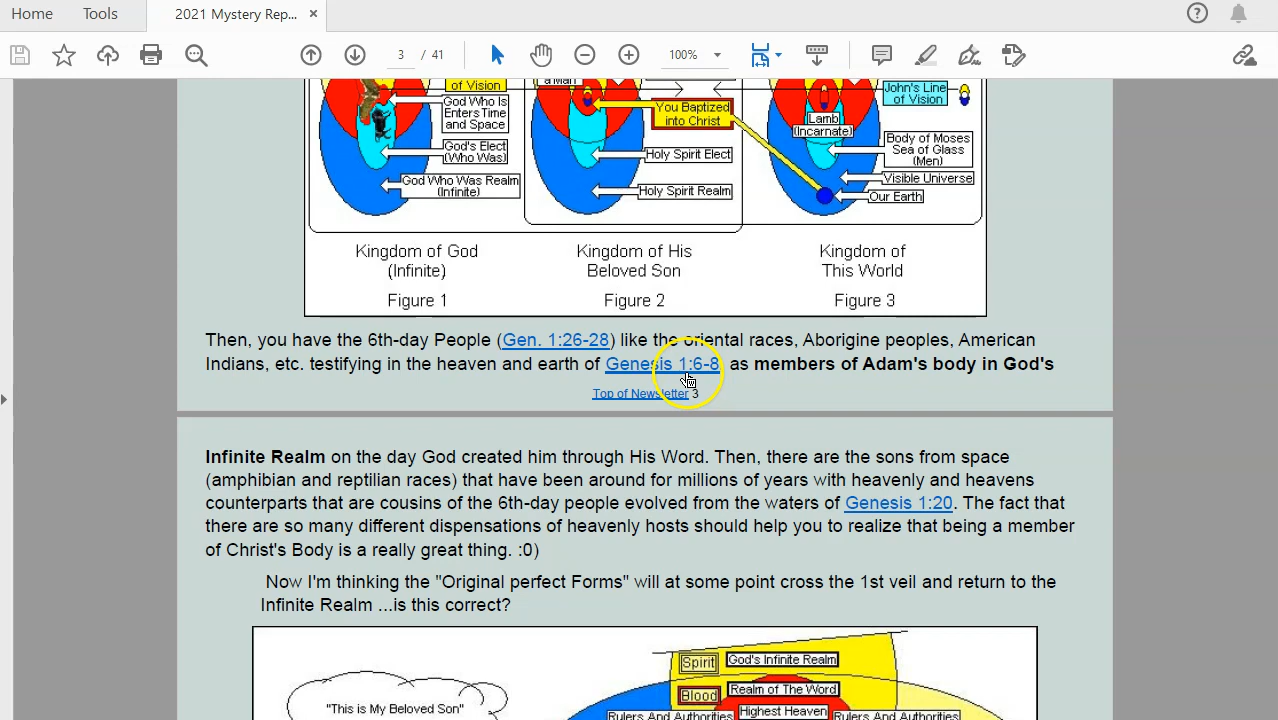 Home
Tools
2021 Mystery Rep...
×
3 / 41
100%
of Vision
a Man
John's Line
of Vision
God Who Is
Enters Time
and Space
You Baptized
into Christ
Lamb
(Incarnate)
God's Elect
(Who Was)
Holy Spirit Elect
Body of Moses
Sea of Glass
(Men)
God Who Was Realm
(Infinite)
Holy Spirit Realm
Visible Universe
Our Earth
Kingdom of God
(Infinite)
Kingdom of His
Beloved Son
Kingdom of
This World
Figure 1
Figure 2
Figure 3
Then, you have the 6th-day People (Gen. 1:26-28) like the oriental races, Aborigine peoples, American
Indians, etc. testifying in the heaven and earth of Genesis 1:6-8 as members of Adam's body in God's
Top of Newsletter 3
Infinite Realm on the day God created him through His Word. Then, there are the sons from space
(amphibian and reptilian races) that have been around for millions of years with heavenly and heavens
counterparts that are cousins of the 6th-day people evolved from the waters of Genesis 1:20. The fact that
there are so many different dispensations of heavenly hosts should help you to realize that being a member
of Christ's Body is a really great thing. :0)
Now I'm thinking the "Original perfect Forms" will at some point cross the 1st veil and return to the
Infinite Realm ...is this correct?
Spirit
God's Infinite Realm
Blood
Realm of The Word
"This is My Beloved Son"
Highest Heaven
Rulers And Authorities
Rulers And Authorities